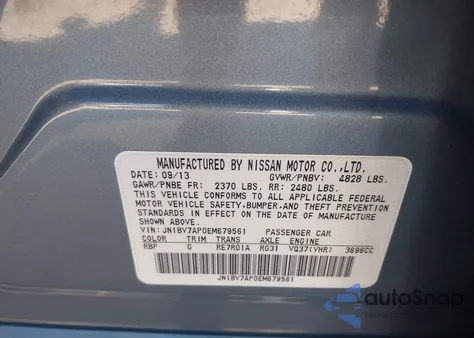 MANUFACTURED BY NISSAN MOTOR CO.,LTD.
DATE: 09/13 GVWR/PNBV: 4828 LBS.
GAWR/PNBE FR: 2370 LBS. RR: 2480 LBS.
THIS VEHICLE CONFORMS TO ALL APPLICABLE FEDERAL
MOTOR VEHICLE SAFETY,BUMPER,AND THEFT PREVENTION
STANDARDS IN EFFECT ON THE DATE OF MANUFACTURE
SHOWN ABOVE.
VIN: JN1BV7AP0EM679561 PASSENGER CAR
COLOR TRIM TRANS AXLE ENGINE
RBP G RE7R01A RG31 VQ37(VHR) 3696CC
JN1BV7AP0EM679561
autoSnap